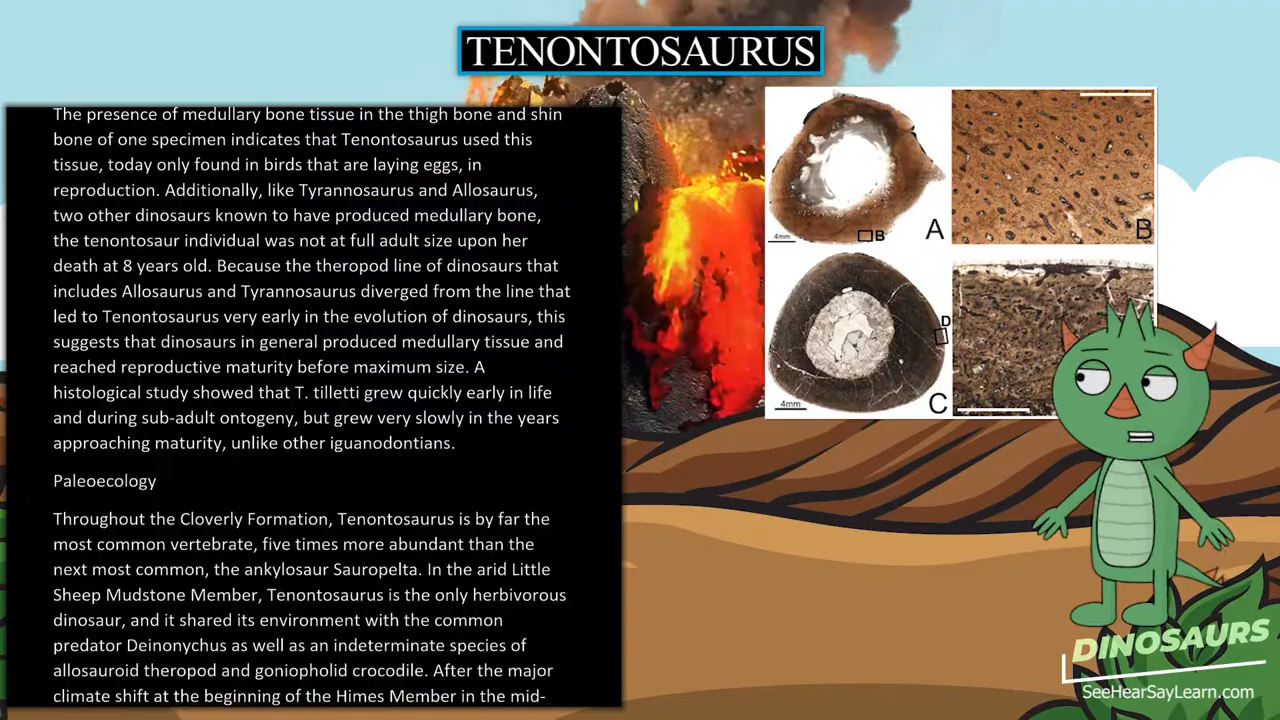 TENONTOSAURUS
The presence of medullary bone tissue in the thigh bone and shin
bone of one specimen indicates that Tenontosaurus used this
tissue, today only found in birds that are laying eggs, in
reproduction. Additionally, like Tyrannosaurus and Allosaurus,
two other dinosaurs known to have produced medullary bone,
the tenontosaur individual was not at full adult size upon her
death at 8 years old. Because the theropod line of dinosaurs that
includes Allosaurus and Tyrannosaurus diverged from the line that
led to Tenontosaurus very early in the evolution of dinosaurs, this
suggests that dinosaurs in general produced medullary tissue and
reached reproductive maturity before maximum size. A
histological study showed that T. tilletti grew quickly early in life
and during sub-adult ontogeny, but grew very slowly in the years
approaching maturity, unlike other iguanodontians.
Paleoecology
Throughout the Cloverly Formation, Tenontosaurus is by far the
most common vertebrate, five times more abundant than the
next most common, the ankylosaur Sauropelta. In the arid Little
Sheep Mudstone Member, Tenontosaurus is the only herbivorous
dinosaur, and it shared its environment with the common
predator Deinonychus as well as an indeterminate species of
allosauroid theropod and goniopholid crocodile. After the major
climate shift at the beginning of the Himes Member in the mid-
4mm
B
A
B
D
4mm
C
DINOSAURS
SeeHearSayLearn.com